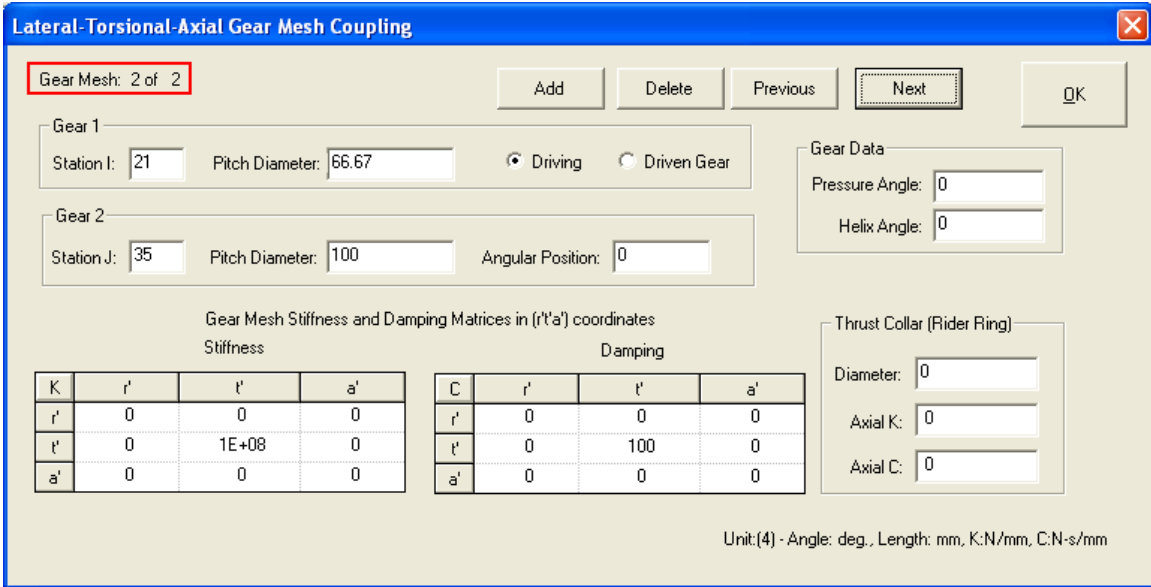 Lateral-Torsional-Axial Gear Mesh Coupling
Gear Mesh: 2 of 2
Add Delete Previous Next OK
Gear 1
Station I: 21 Pitch Diameter: 66.67 Driving Driven Gear
Gear Data
Pressure Angle: 0
Helix Angle: 0
Gear 2
Station J: 35 Pitch Diameter: 100 Angular Position: 0
Gear Mesh Stiffness and Damping Matrices in (r't'a') coordinates
Stiffness
K r' t' a'
r' 0 0 0
t' 0 1E+08 0
a' 0 0 0
Damping
C r' t' a'
r' 0 0 0
t' 0 100 0
a' 0 0 0
Thrust Collar (Rider Ring)
Diameter: 0
Axial K: 0
Axial C: 0
Unit:(4) - Angle: deg., Length: mm, K:N/mm, C:N-s/mm